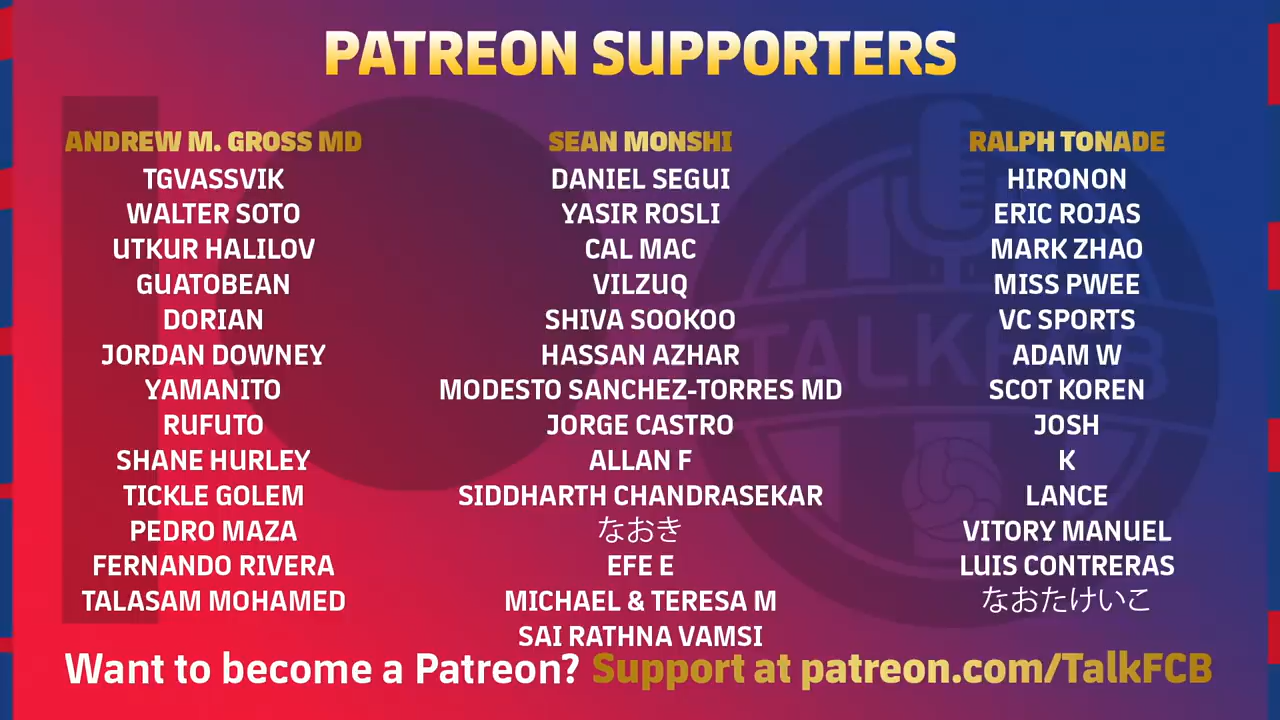 PATREON SUPPORTERS
ANDREW M. GROSS MD
TGVASSVIK
WALTER SOTO
UTKUR HALILOV
GUATOBEAN
DORIAN
JORDAN DOWNEY
YAMANITO
RUFUTO
SHANE HURLEY
TICKLE GOLEM
PEDRO MAZA
FERNANDO RIVERA
TALASAM MOHAMED
SEAN MONSHI
DANIEL SEGUI
YASIR ROSLI
CAL MAC
VILZUQ
SHIVA SOOKOO
HASSAN AZHAR
MODESTO SANCHEZ-TORRES MD
JORGE CASTRO
ALLAN F
SIDDHARTH CHANDRASEKAR
なおき
EFE E
MICHAEL & TERESA M
SAI RATHNA VAMSI
RALPH TONADE
HIRONON
ERIC ROJAS
MARK ZHAO
MISS PWEE
VC SPORTS
ADAM W
SCOT KOREN
JOSH
K
LANCE
VITORY MANUEL
LUIS CONTRERAS
なおたけいこ
TALKFCB
Want to become a Patreon? Support at patreon.com/TalkFCB